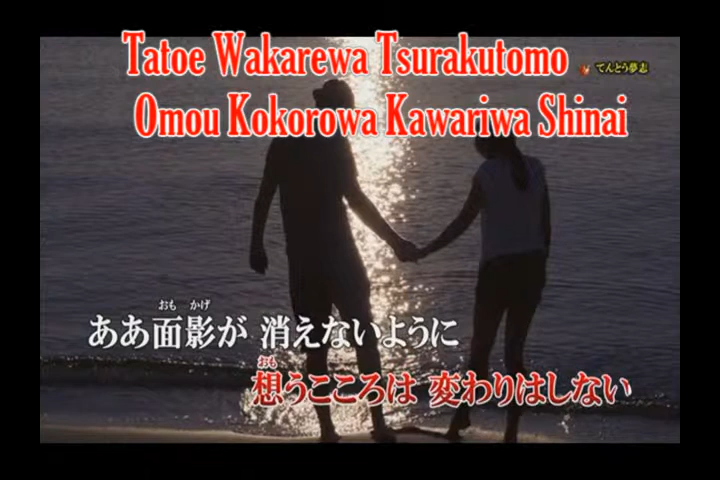 Tatoe Wakarewa Tsurakutomo
てんとう夢志
Omou Kokorowa Kawariwa Shinai
おも かげ
ああ面影が 消えないように
おも
想うこころは 変わりはしない